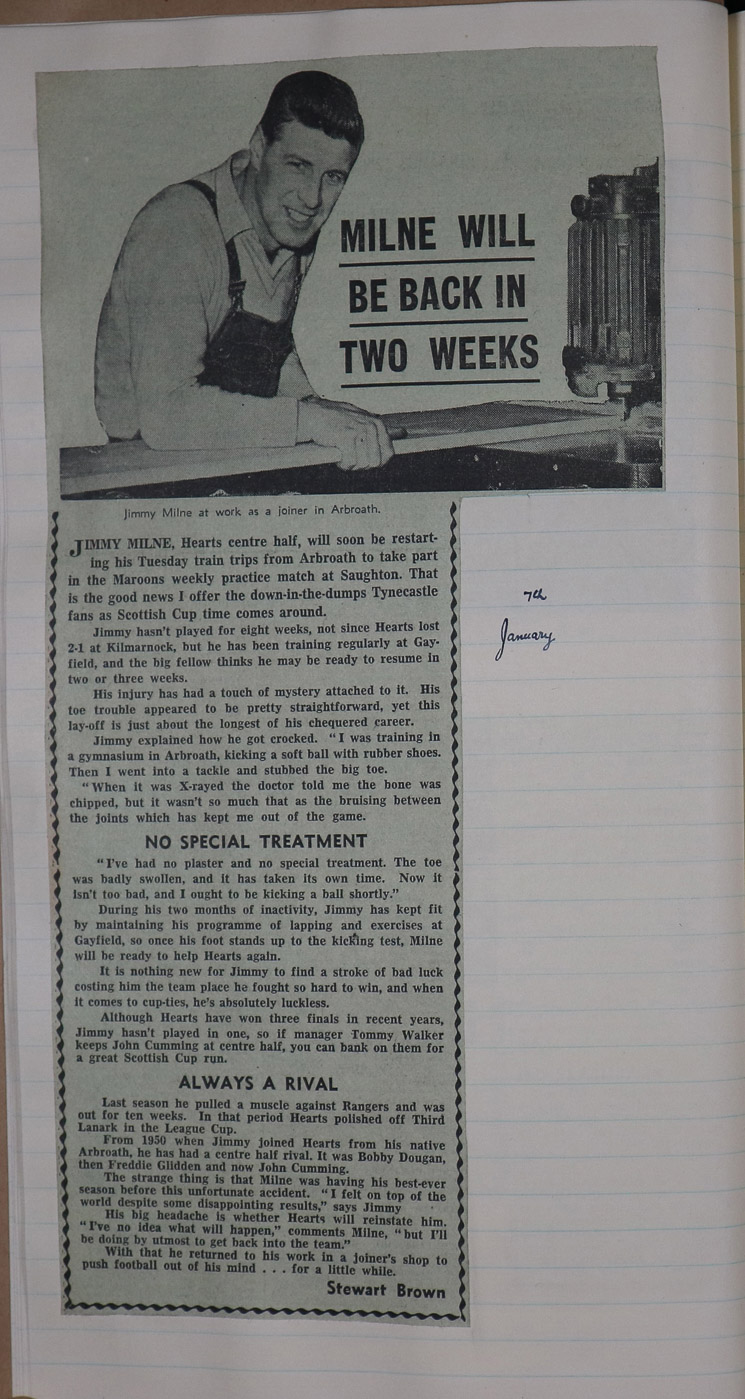 MILNE WILL
BE BACK IN
TWO WEEKS
Jimmy Milne at work as a joiner in Arbroath.
JIMMY MILNE, Hearts centre half, will soon be restart-
ing his Tuesday train trips from Arbroath to take part
in the Maroons weekly practice match at Saughton. That
is the good news I offer the down-in-the-dumps Tynecastle
fans as Scottish Cup time comes around.
Jimmy hasn't played for eight weeks, not since Hearts lost
2-1 at Kilmarnock, but he has been training regularly at Gay-
field, and the big fellow thinks he may be ready to resume in
two or three weeks.
His injury has had a touch of mystery attached to it. His
toe trouble appeared to be pretty straightforward, yet this
lay-off is just about the longest of his chequered career.
Jimmy explained how he got crocked. "I was training in
a gymnasium in Arbroath, kicking a soft ball with rubber shoes.
Then I went into a tackle and stubbed the big toe.
"When it was X-rayed the doctor told me the bone was
chipped, but it wasn't so much that as the bruising between
the joints which has kept me out of the game.
NO SPECIAL TREATMENT
"I've had no plaster and no special treatment. The toe
was badly swollen, and it has taken its own time. Now it
isn't too bad, and I ought to be kicking a ball shortly."
During his two months of inactivity, Jimmy has kept fit
by maintaining his programme of lapping and exercises at
Gayfield, so once his foot stands up to the kicking test, Milne
will be ready to help Hearts again.
It is nothing new for Jimmy to find a stroke of bad luck
costing him the team place he fought so hard to win, and when
it comes to cup-ties, he's absolutely luckless.
Although Hearts have won three finals in recent years,
Jimmy hasn't played in one, so if manager Tommy Walker
keeps John Cumming at centre half, you can bank on them for
a great Scottish Cup run.
ALWAYS A RIVAL
Last season he pulled a muscle against Rangers and was
out for ten weeks. In that period Hearts polished off Third
Lanark in the League Cup.
From 1950 when Jimmy joined Hearts from his native
Arbroath, he has had a centre half rival. It was Bobby Dougan,
then Freddie Glidden and now John Cumming.
The strange thing is that Milne was having his best-ever
season before this unfortunate accident. "I felt on top of the
world despite some disappointing results," says Jimmy
His big headache is whether Hearts will reinstate him.
"I've no idea what will happen," comments Milne, "but I'll
be doing by utmost to get back into the team."
With that he returned to his work in a joiner's shop to
push football out of his mind . . . for a little while.
Stewart Brown
7th
January